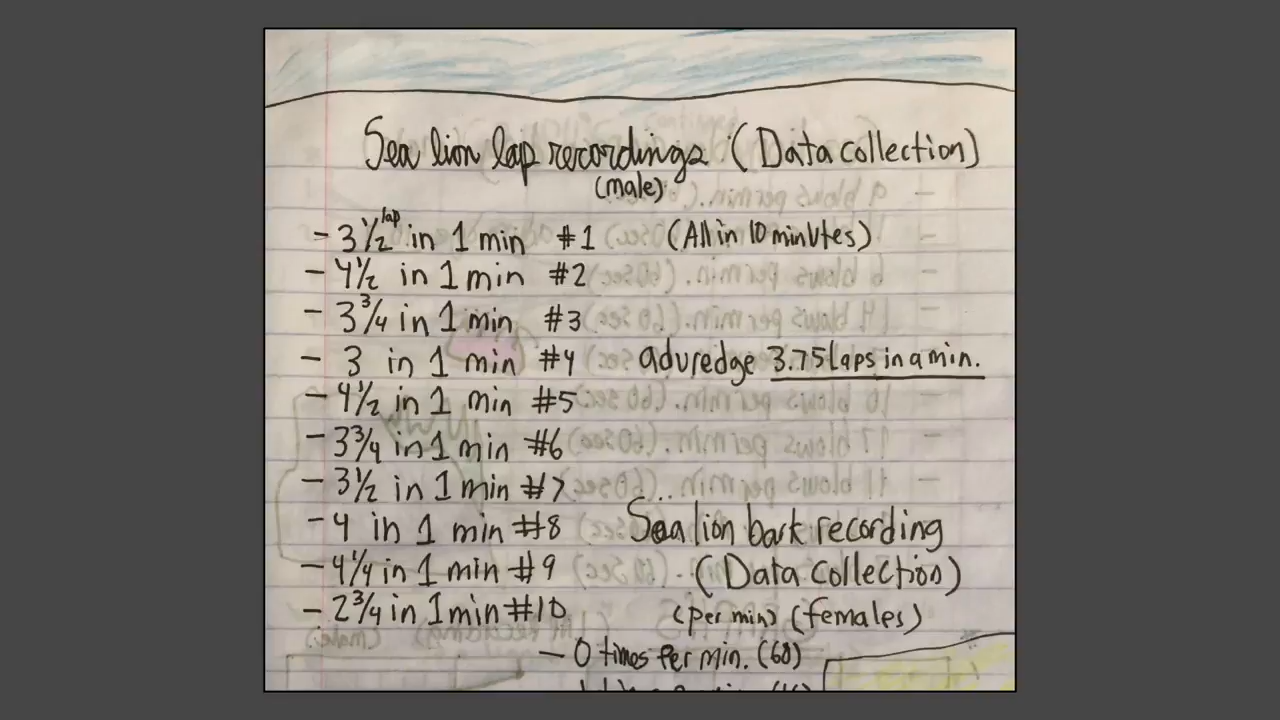 Sea lion lap recordings (Data collection)
(male)
- 3 1/2 lap in 1 min #1 (All in 10 minutes)
- 4 1/2 in 1 min #2
- 3 3/4 in 1 min #3
- 3 in 1 min #4 aduredge 3.75 laps in a min.
- 4 1/2 in 1 min #5
- 3 3/4 in 1 min #6
- 3 1/2 in 1 min #7
- 4 in 1 min #8
- 4 1/4 in 1 min #9
- 2 3/4 in 1 min #10
Sea lion bark recording
(Data collection)
(per min) (females)
- 0 times per min. (60)